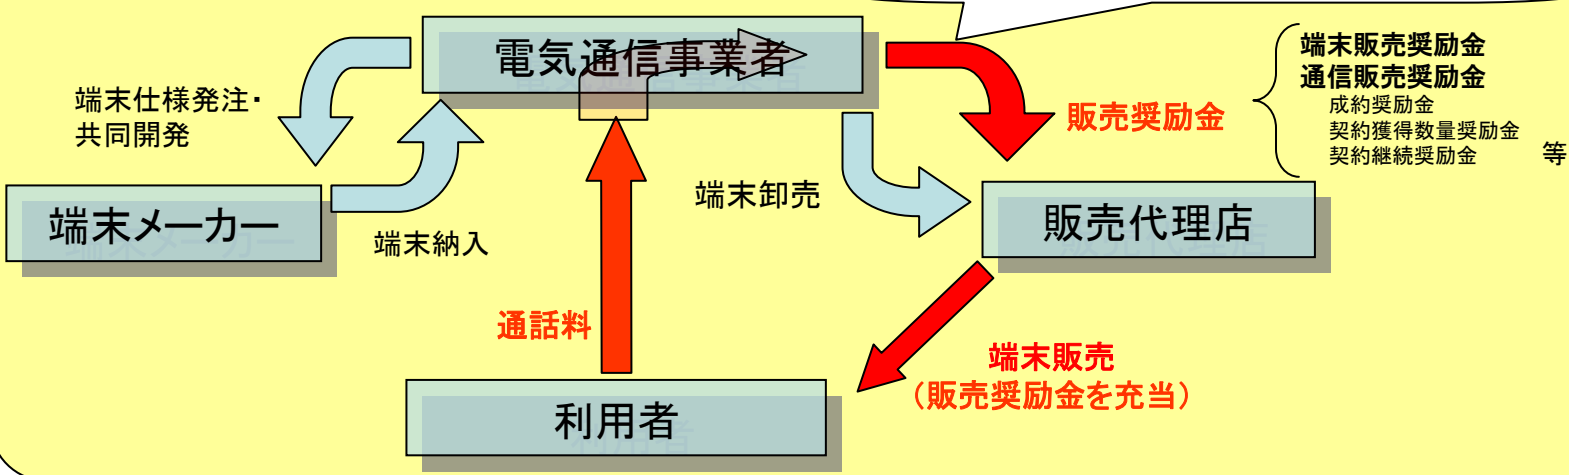 電気通信事業者
端末販売奨励金
通信販売奨励金
成約奨励金
契約獲得数量奨励金
契約継続奨励金 等
販売奨励金
端末仕様発注・
共同開発
端末卸売
端末メーカー
端末納入
販売代理店
通話料
端末販売
（販売奨励金を充当）
利用者